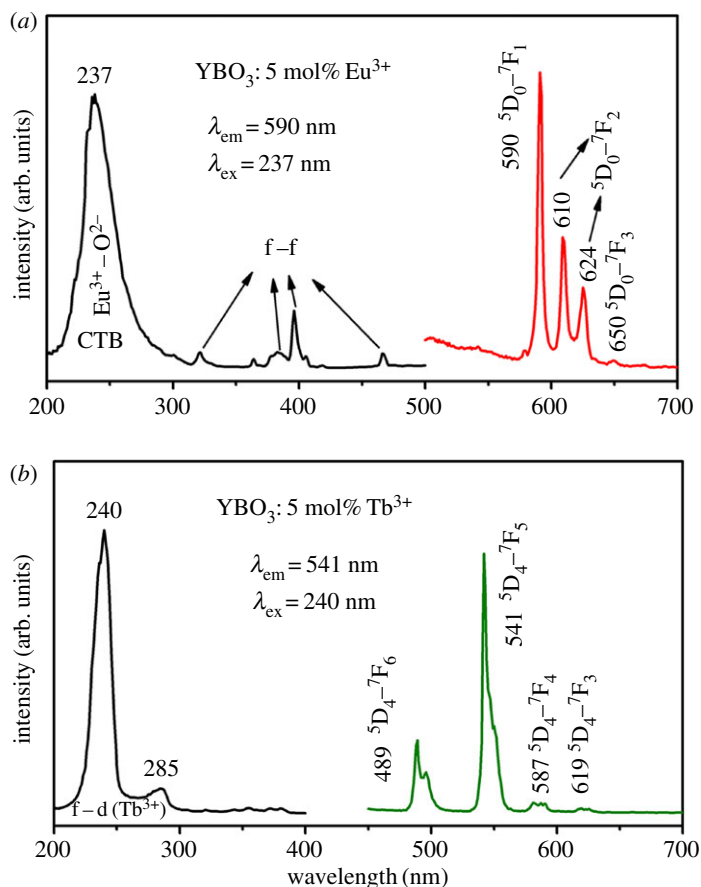 (a)
237
YBO₃: 5 mol% Eu³⁺
λem = 590 nm
λex = 237 nm
Eu³⁺–O²⁻
CTB
f–f
590 ⁵D₀–⁷F₁
610
⁵D₀–⁷F₂
624
650 ⁵D₀–⁷F₃
intensity (arb. units)
200 300 400 500 600 700
(b)
240
YBO₃: 5 mol% Tb³⁺
λem = 541 nm
λex = 240 nm
285
f–d (Tb³⁺)
489 ⁵D₄–⁷F₆
541 ⁵D₄–⁷F₅
587 ⁵D₄–⁷F₄
619 ⁵D₄–⁷F₃
intensity (arb. units)
200 300 400 500 600 700
wavelength (nm)